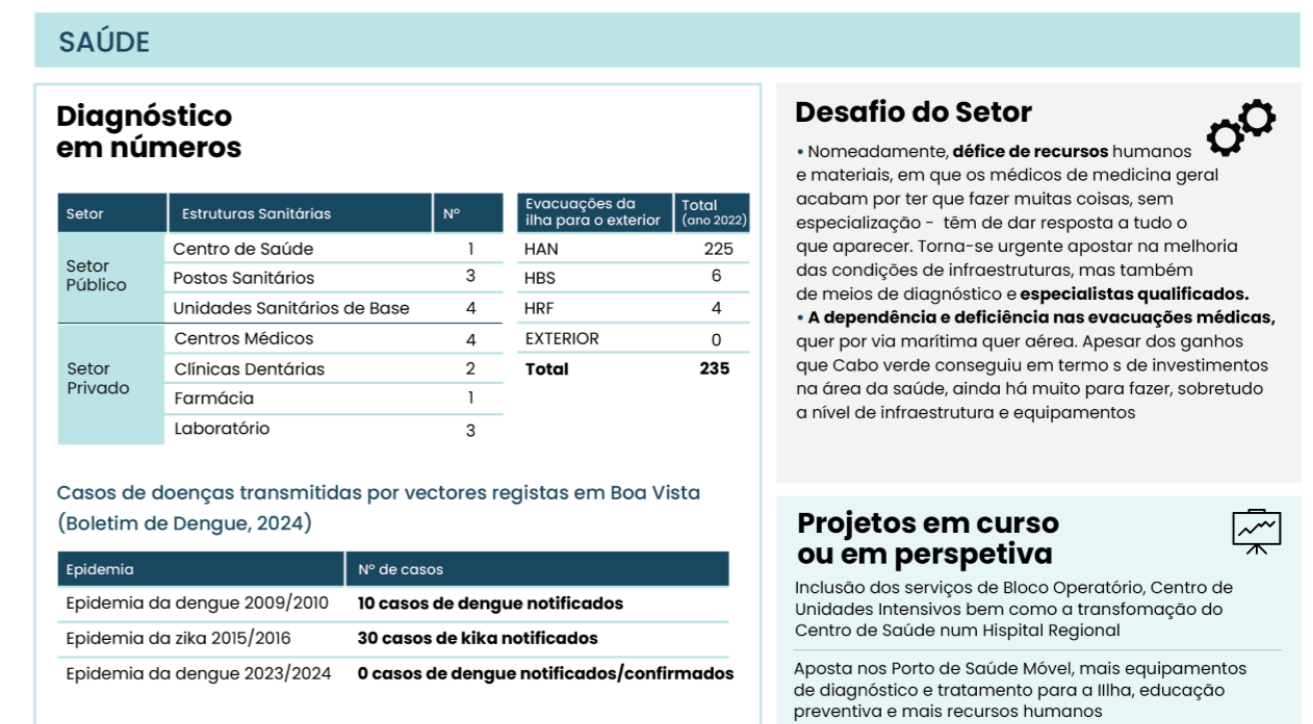 SAÚDE
Diagnóstico
em números
Setor Estruturas Sanitárias Nº
Setor Público
Centro de Saúde 1
Postos Sanitários 3
Unidades Sanitários de Base 4
Setor Privado
Centros Médicos 4
Clínicas Dentárias 2
Farmácia 1
Laboratório 3
Evacuações da ilha para o exterior Total (ano 2022)
HAN 225
HBS 6
HRF 4
EXTERIOR 0
Total 235
Casos de doenças transmitidas por vectores registas em Boa Vista
(Boletim de Dengue, 2024)
Epidemia Nº de casos
Epidemia da dengue 2009/2010 10 casos de dengue notificados
Epidemia da zika 2015/2016 30 casos de kika notificados
Epidemia da dengue 2023/2024 0 casos de dengue notificados/confirmados
Desafio do Setor
• Nomeadamente, défice de recursos humanos
e materiais, em que os médicos de medicina geral
acabam por ter que fazer muitas coisas, sem
especialização - têm de dar resposta a tudo o
que aparecer. Torna-se urgente apostar na melhoria
das condições de infraestruturas, mas também
de meios de diagnóstico e especialistas qualificados.
• A dependência e deficiência nas evacuações médicas,
quer por via marítima quer aérea. Apesar dos ganhos
que Cabo verde conseguiu em termo s de investimentos
na área da saúde, ainda há muito para fazer, sobretudo
a nível de infraestrutura e equipamentos
Projetos em curso
ou em perspetiva
Inclusão dos serviços de Bloco Operatório, Centro de
Unidades Intensivos bem como a transfomação do
Centro de Saúde num Hispital Regional
Aposta nos Porto de Saúde Móvel, mais equipamentos
de diagnóstico e tratamento para a IIlha, educação
preventiva e mais recursos humanos